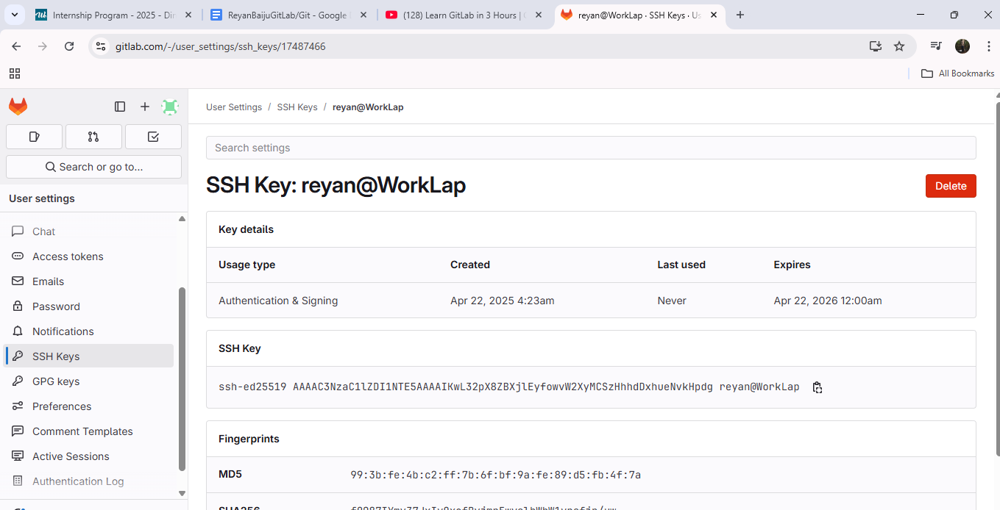 Internship Program - 2025 - Din
ReyanBaijuGitLab/Git - Google
(128) Learn GitLab in 3 Hours |
reyan@WorkLap · SSH Keys · Us
gitlab.com/-/user_settings/ssh_keys/17487466
All Bookmarks
User Settings / SSH Keys / reyan@WorkLap
Search settings
Search or go to...
SSH Key: reyan@WorkLap
Delete
User settings
Chat
Access tokens
Emails
Password
Notifications
SSH Keys
GPG keys
Preferences
Comment Templates
Active Sessions
Authentication Log
Key details
Usage type Created Last used Expires
Authentication & Signing Apr 22, 2025 4:23am Never Apr 22, 2026 12:00am
SSH Key
ssh-ed25519 AAAAC3NzaC1lZDI1NTE5AAAAIKwL32pX8ZBXjlEyfowvW2XyMCSzHhhdDxhueNvkHpdg reyan@WorkLap
Fingerprints
MD5 99:3b:fe:4b:c2:ff:7b:6f:bf:9a:fe:89:d5:fb:4f:7a
SHA256